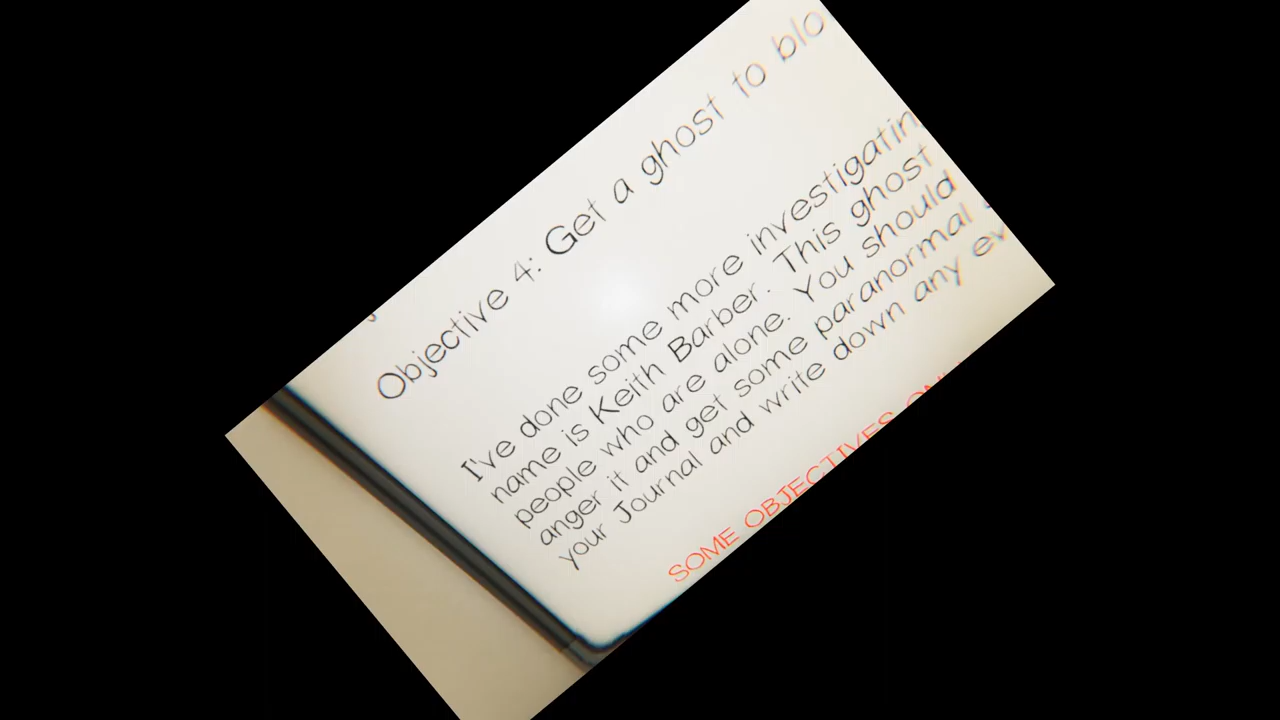 Objective 4: Get a ghost to
I've done some more investigating
name is Keith Barber. This ghost
people who are alone. You should
anger it and get some paranormal
your Journal and write down any
SOME OBJECTIVES